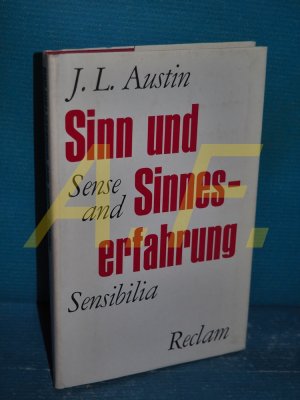 J. L. Austin
Sinn und
Sense
and
Sinnes-
erfahrung
Sensibilia
Reclam
A.F.